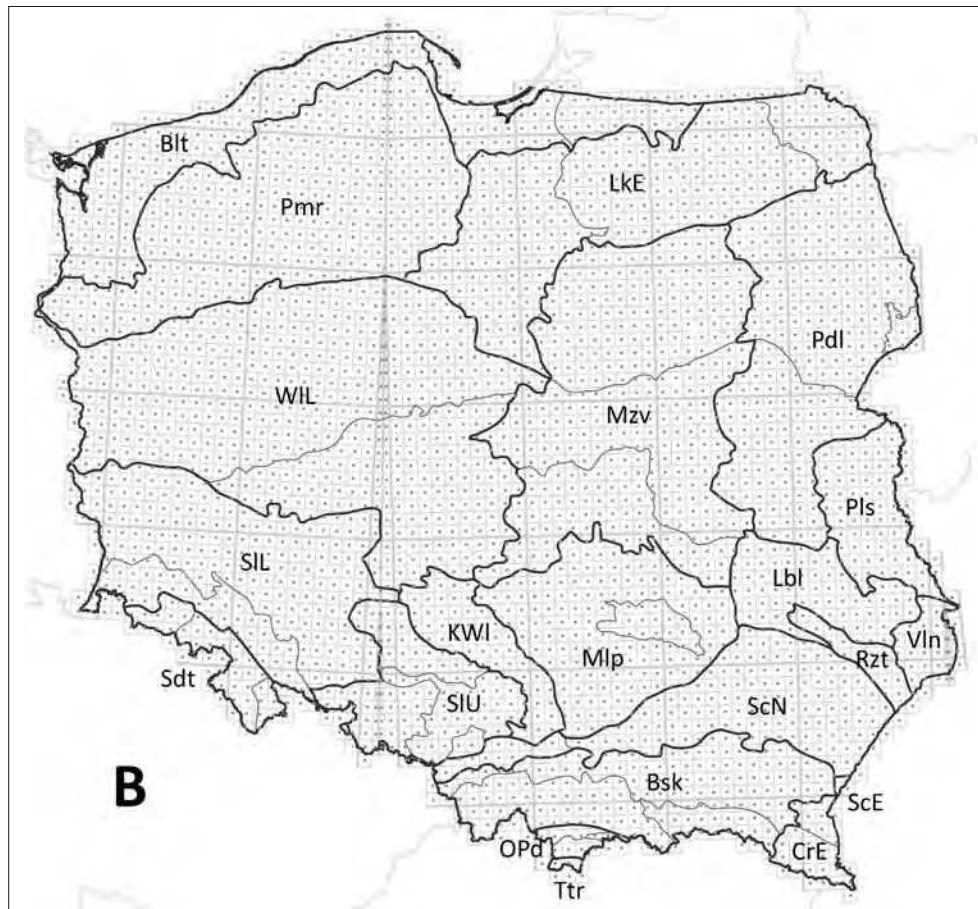 Blt
Pmr
LkE
Pdl
WlL
Mzv
Pls
SlL
Lbl
KWl
Vln
Mlp
Rzt
Sdt
SlU
ScN
B
Bsk
ScE
OPd
CrE
Ttr